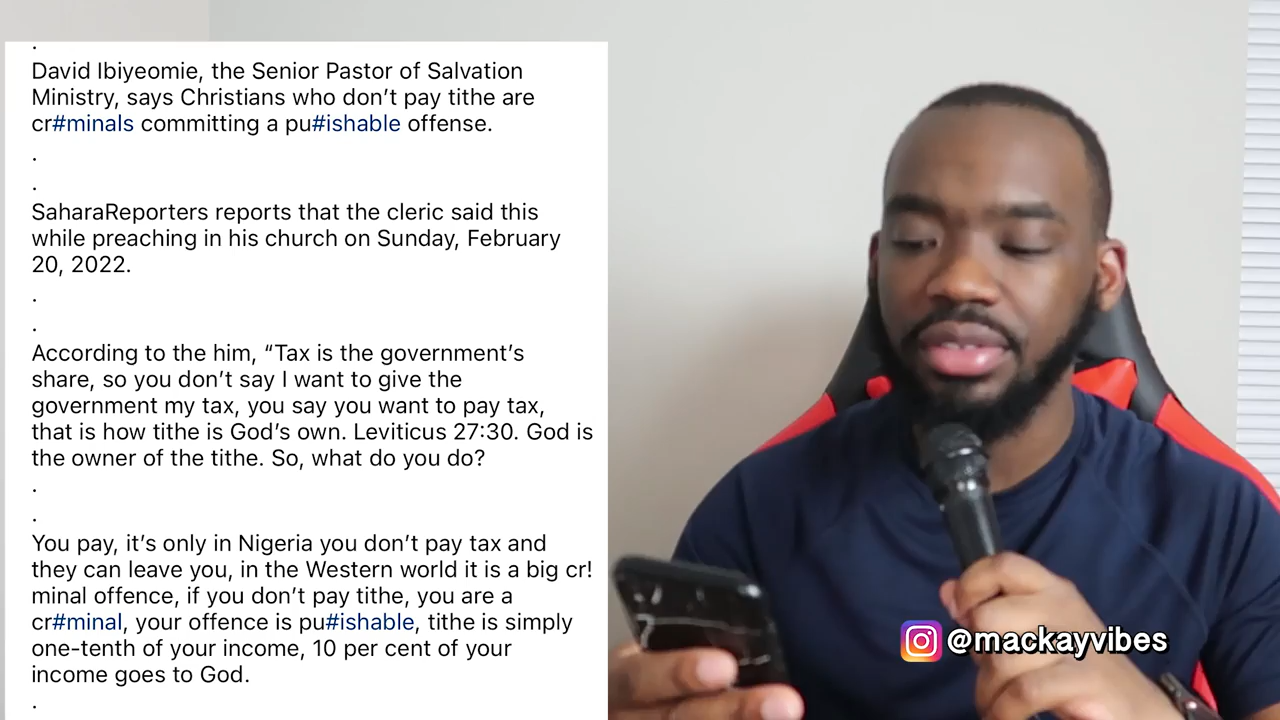 .
David Ibiyeomie, the Senior Pastor of Salvation
Ministry, says Christians who don’t pay tithe are
cr#minals committing a pu#ishable offense.
.
.
SaharaReporters reports that the cleric said this
while preaching in his church on Sunday, February
20, 2022.
.
.
According to the him, “Tax is the government’s
share, so you don’t say I want to give the
government my tax, you say you want to pay tax,
that is how tithe is God’s own. Leviticus 27:30. God is
the owner of the tithe. So, what do you do?
.
.
You pay, it’s only in Nigeria you don’t pay tax and
they can leave you, in the Western world it is a big cr!
minal offence, if you don’t pay tithe, you are a
cr#minal, your offence is pu#ishable, tithe is simply
one-tenth of your income, 10 per cent of your
income goes to God.
.
@mackayvibes